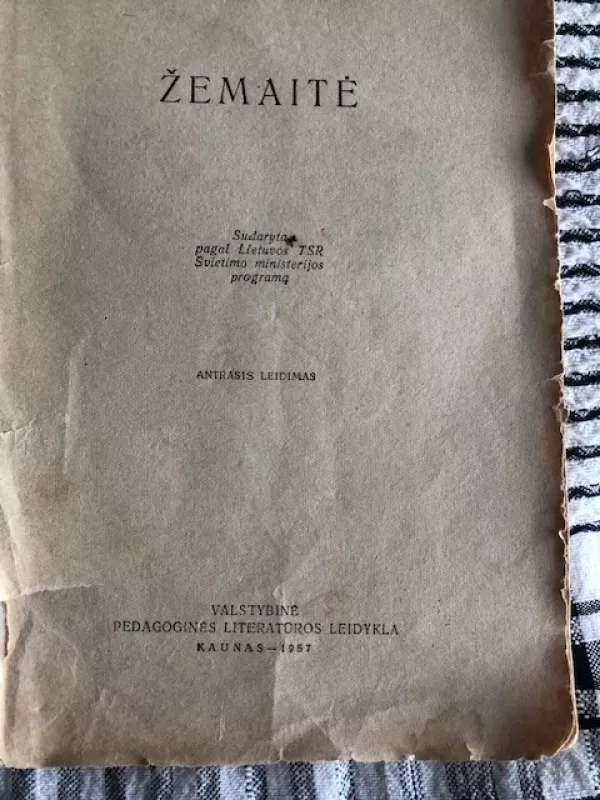 ŽEMAITĖ
Sudaryta
pagal Lietuvos TSR
Švietimo ministerijos
programą
ANTRASIS LEIDIMAS
VALSTYBINĖ
PEDAGOGINĖS LITERATŪROS LEIDYKLA
KAUNAS—1957